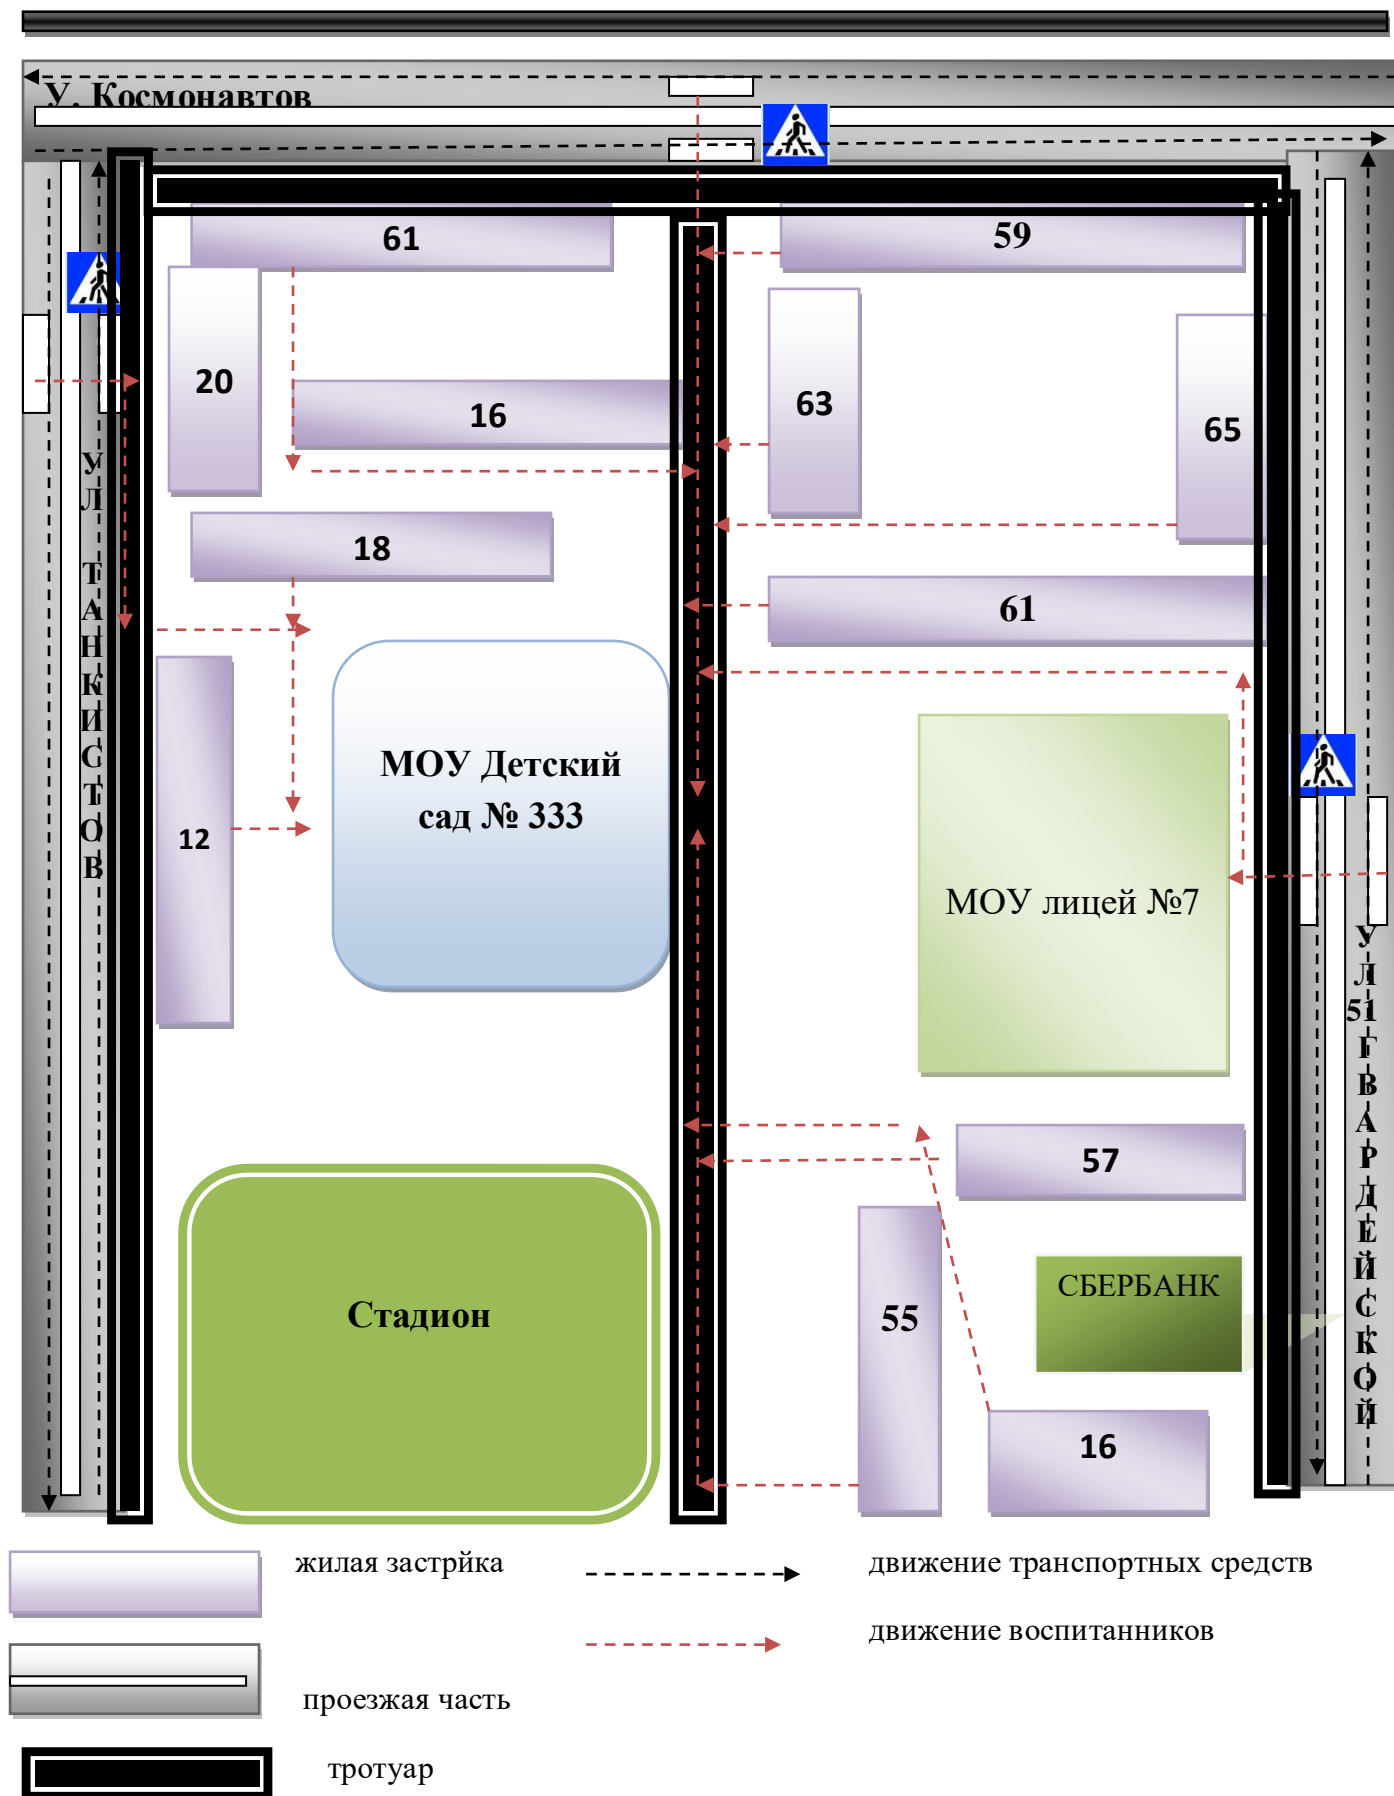 У. Космонавтов
61
59
20
16
63
65
18
61
УЛ ТАНКИСТОВ
МОУ Детский
сад № 333
12
МОУ лицей №7
УЛ 51 ГВАРДЕЙСКОЙ
57
СБЕРБАНК
55
Стадион
16
жилая застрйка
движение транспортных средств
движение воспитанников
проезжая часть
тротуар